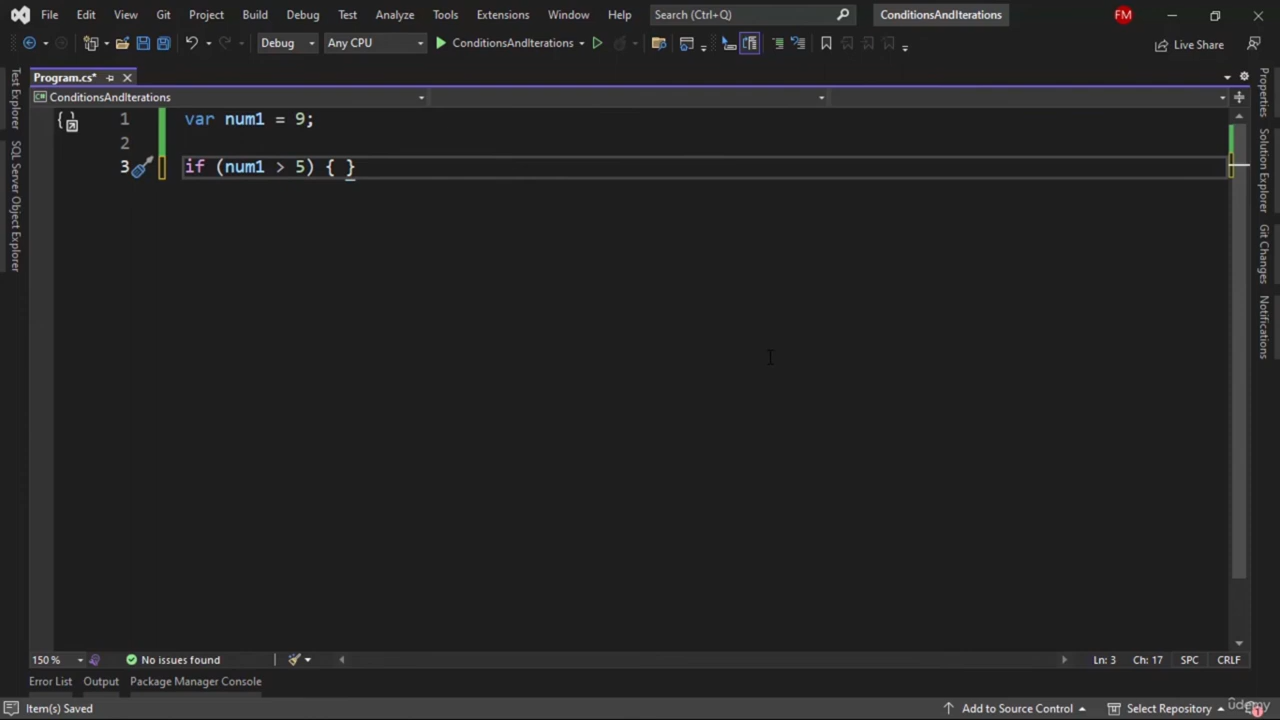 File Edit View Git Project Build Debug Test Analyze Tools Extensions Window Help Search (Ctrl+Q) ConditionsAndIterations FM
Debug Any CPU ConditionsAndIterations Live Share
Program.cs*
ConditionsAndIterations
1 var num1 = 9;
2
3 if (num1 > 5) { }
Test Explorer
SQL Server Object Explorer
Properties
Solution Explorer
Git Changes
Notifications
150 % No issues found Ln: 3 Ch: 17 SPC CRLF
Error List Output Package Manager Console
Item(s) Saved Add to Source Control Select Repository 1
udemy